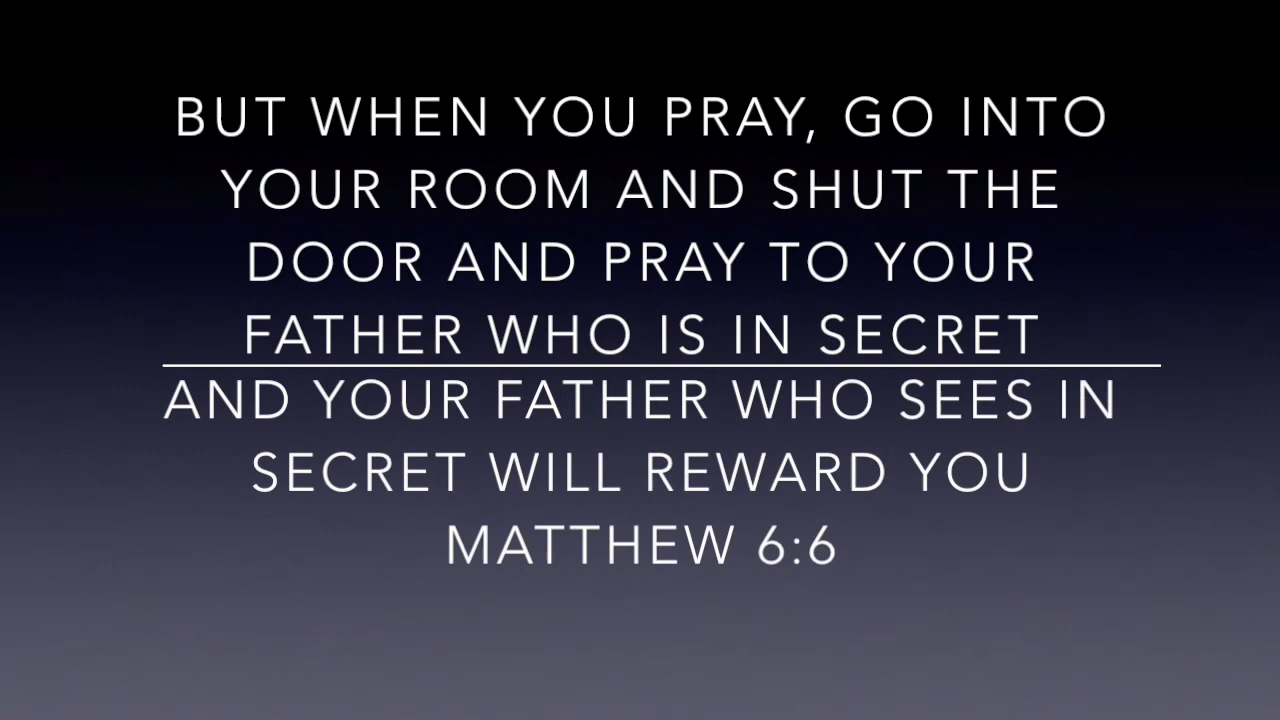 BUT WHEN YOU PRAY, GO INTO
YOUR ROOM AND SHUT THE
DOOR AND PRAY TO YOUR
FATHER WHO IS IN SECRET
AND YOUR FATHER WHO SEES IN
SECRET WILL REWARD YOU
MATTHEW 6:6